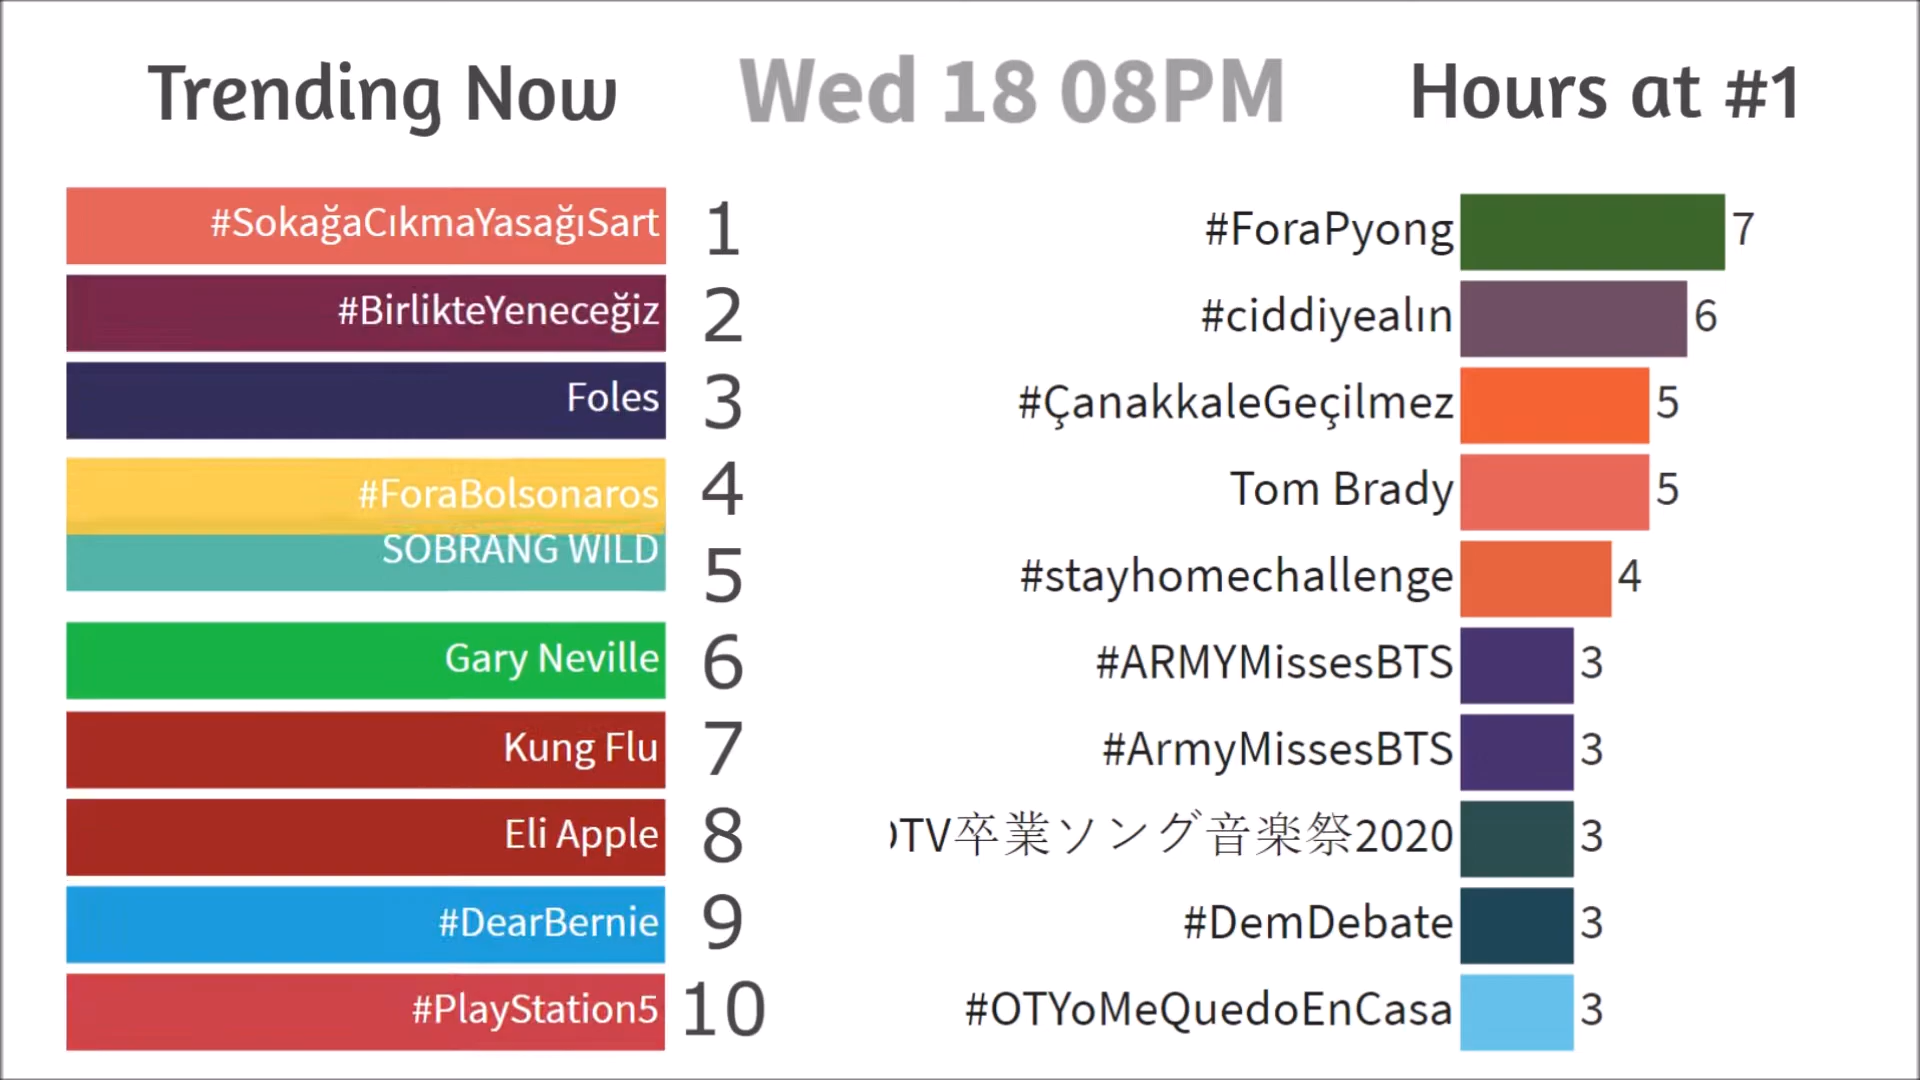 Trending Now
Wed 18 08PM
Hours at #1
#SokağaCıkmaYasağıSart 1
#BirlikteYeneceğiz 2
Foles 3
#ForaBolsonaros 4
SOBRANG WILD 5
Gary Neville 6
Kung Flu 7
Eli Apple 8
#DearBernie 9
#PlayStation5 10
#ForaPyong 7
#ciddiyealın 6
#ÇanakkaleGeçilmez 5
Tom Brady 5
#stayhomechallenge 4
#ARMYMissesBTS 3
#ArmyMissesBTS 3
TV卒業ソング音楽祭2020 3
#DemDebate 3
#OTYoMeQuedoEnCasa 3